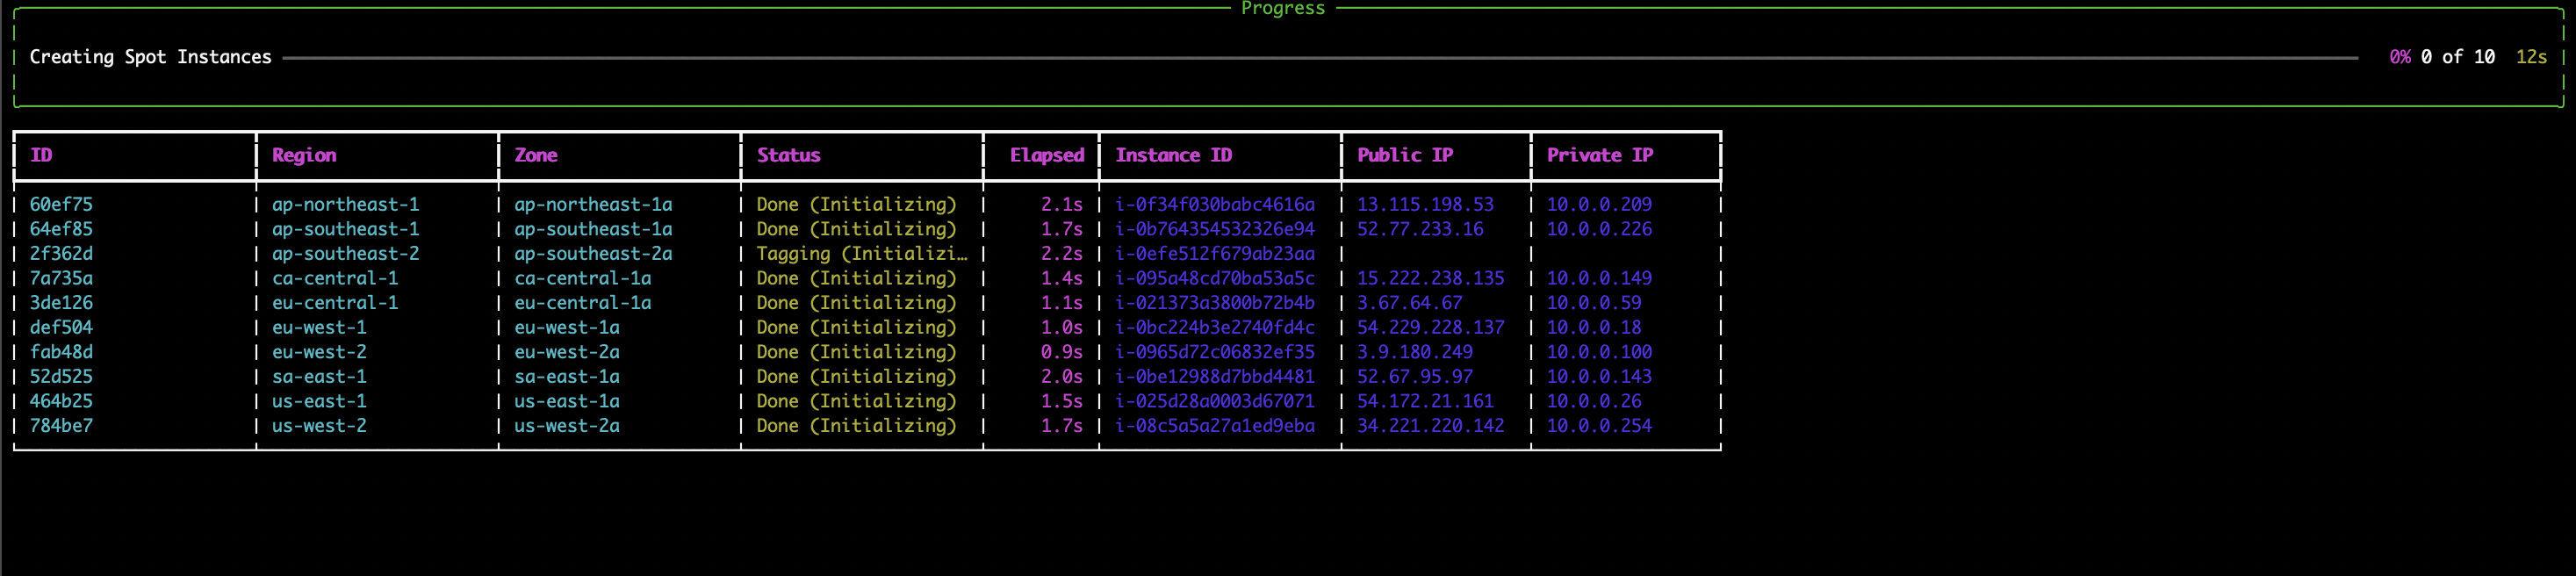 Progress
Creating Spot Instances 0% 0 of 10 12s
ID Region Zone Status Elapsed Instance ID Public IP Private IP
60ef75 ap-northeast-1 ap-northeast-1a Done (Initializing) 2.1s i-0f34f030babc4616a 13.115.198.53 10.0.0.209
64ef85 ap-southeast-1 ap-southeast-1a Done (Initializing) 1.7s i-0b764354532326e94 52.77.233.16 10.0.0.226
2f362d ap-southeast-2 ap-southeast-2a Tagging (Initializi… 2.2s i-0efe512f679ab23aa
7a735a ca-central-1 ca-central-1a Done (Initializing) 1.4s i-095a48cd70ba53a5c 15.222.238.135 10.0.0.149
3de126 eu-central-1 eu-central-1a Done (Initializing) 1.1s i-021373a3800b72b4b 3.67.64.67 10.0.0.59
def504 eu-west-1 eu-west-1a Done (Initializing) 1.0s i-0bc224b3e2740fd4c 54.229.228.137 10.0.0.18
fab48d eu-west-2 eu-west-2a Done (Initializing) 0.9s i-0965d72c06832ef35 3.9.180.249 10.0.0.100
52d525 sa-east-1 sa-east-1a Done (Initializing) 2.0s i-0be12988d7bbd4481 52.67.95.97 10.0.0.143
464b25 us-east-1 us-east-1a Done (Initializing) 1.5s i-025d28a0003d67071 54.172.21.161 10.0.0.26
784be7 us-west-2 us-west-2a Done (Initializing) 1.7s i-08c5a5a27a1ed9eba 34.221.220.142 10.0.0.254